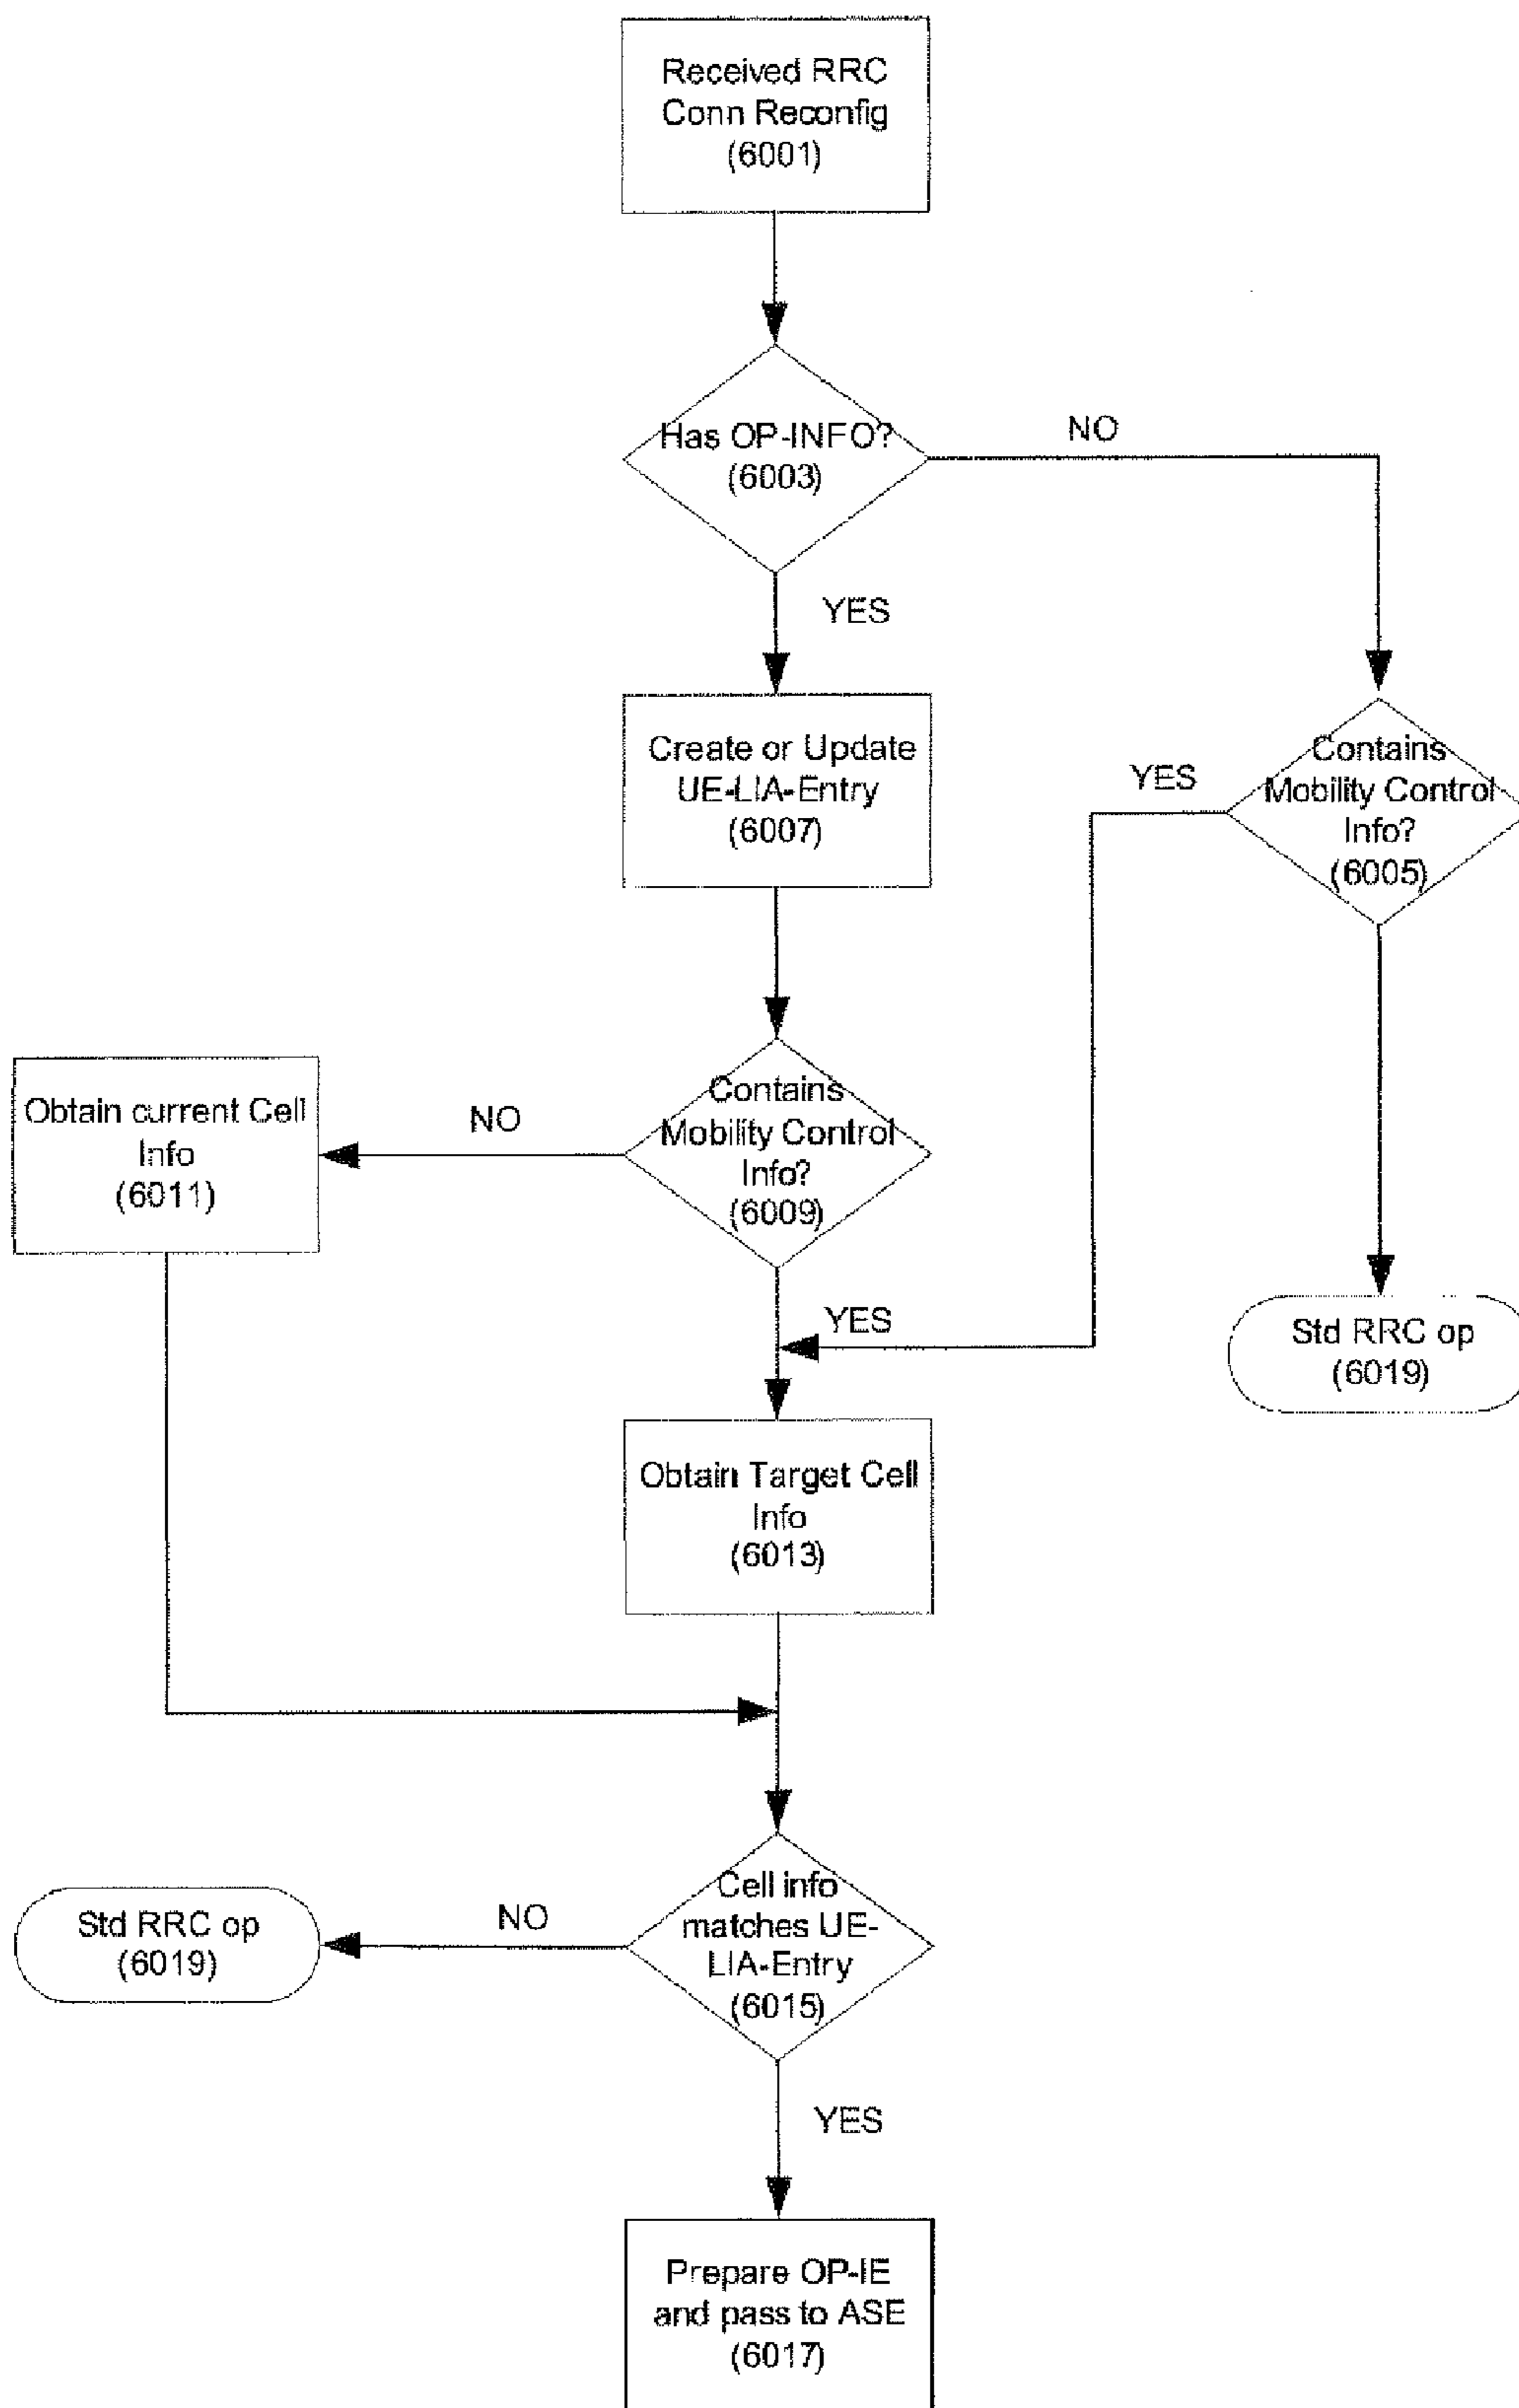 Received RRC
Conn Reconfig
(6001)
Has OP-INFO?
(6003)
NO
YES
Create or Update
UE-LIA-Entry
(6007)
YES
Contains
Mobility Control
Info?
(6005)
Obtain current Cell
Info
(6011)
NO
Contains
Mobility Control
Info?
(6009)
YES
Std RRC op
(6019)
Obtain Target Cell
Info
(6013)
Std RRC op
(6019)
NO
Cell info
matches UE-
LIA-Entry
(6015)
YES
Prepare OP-IE
and pass to ASE
(6017)